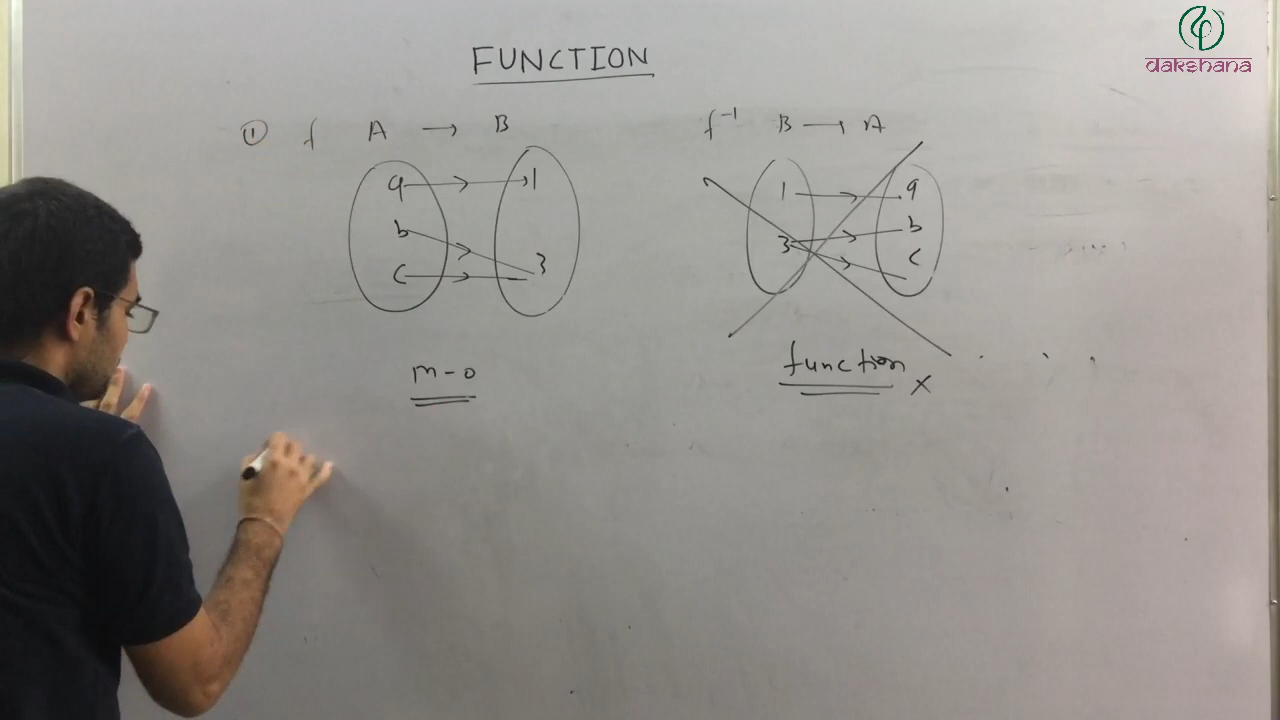 dakshana
FUNCTION
① f A → B
a → 1
b → 3
c →
m-o
f⁻¹ B → A
1 → a
3 → b
→ c
function ×